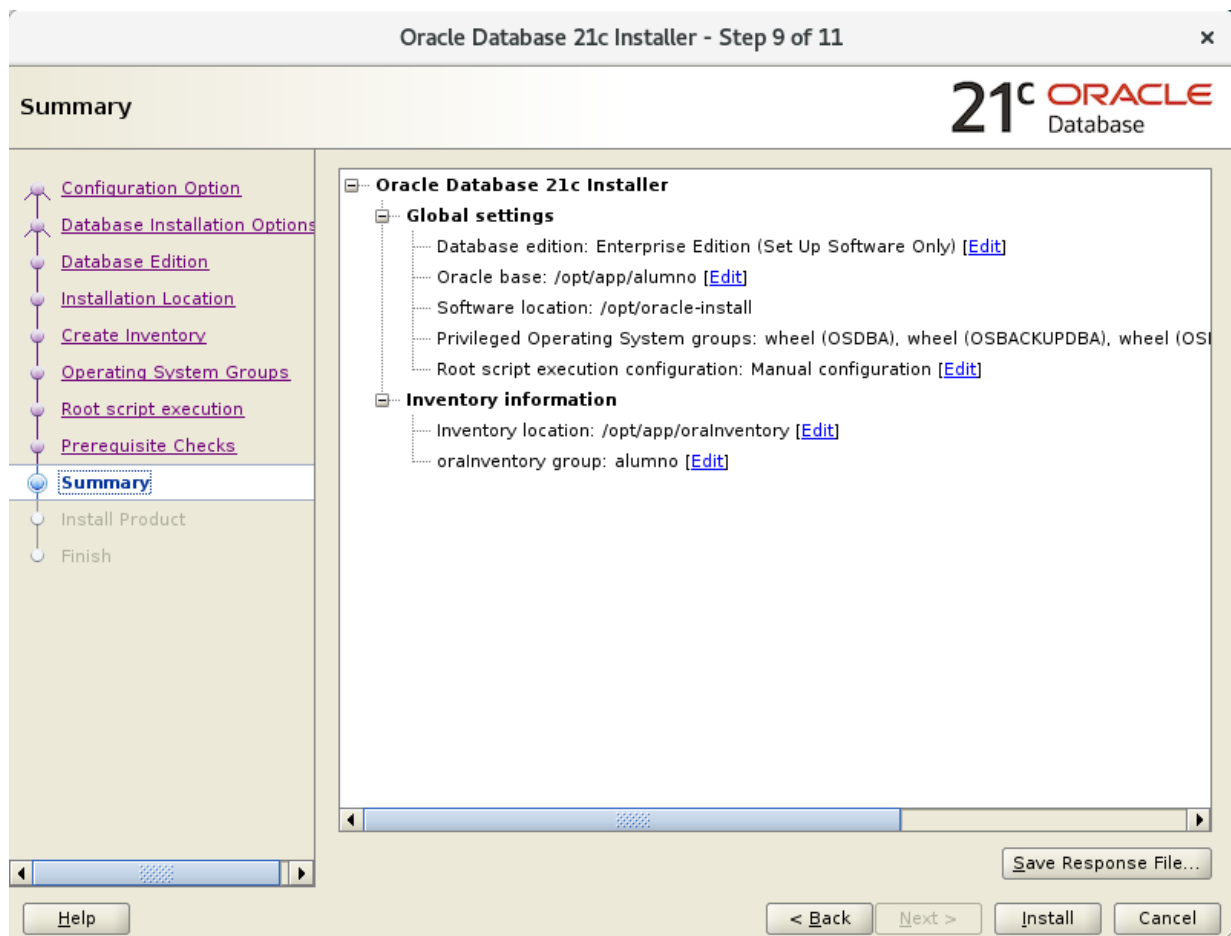 Oracle Database 21c Installer - Step 9 of 11
Summary
21c ORACLE
Database
Configuration Option
Database Installation Options
Database Edition
Installation Location
Create Inventory
Operating System Groups
Root script execution
Prerequisite Checks
Summary
Install Product
Finish
Oracle Database 21c Installer
Global settings
Database edition: Enterprise Edition (Set Up Software Only) [Edit]
Oracle base: /opt/app/alumno [Edit]
Software location: /opt/oracle-install
Privileged Operating System groups: wheel (OSDBA), wheel (OSBACKUPDBA), wheel (OSI
Root script execution configuration: Manual configuration [Edit]
Inventory information
Inventory location: /opt/app/oraInventory [Edit]
oraInventory group: alumno [Edit]
Save Response File...
Help
< Back
Next >
Install
Cancel